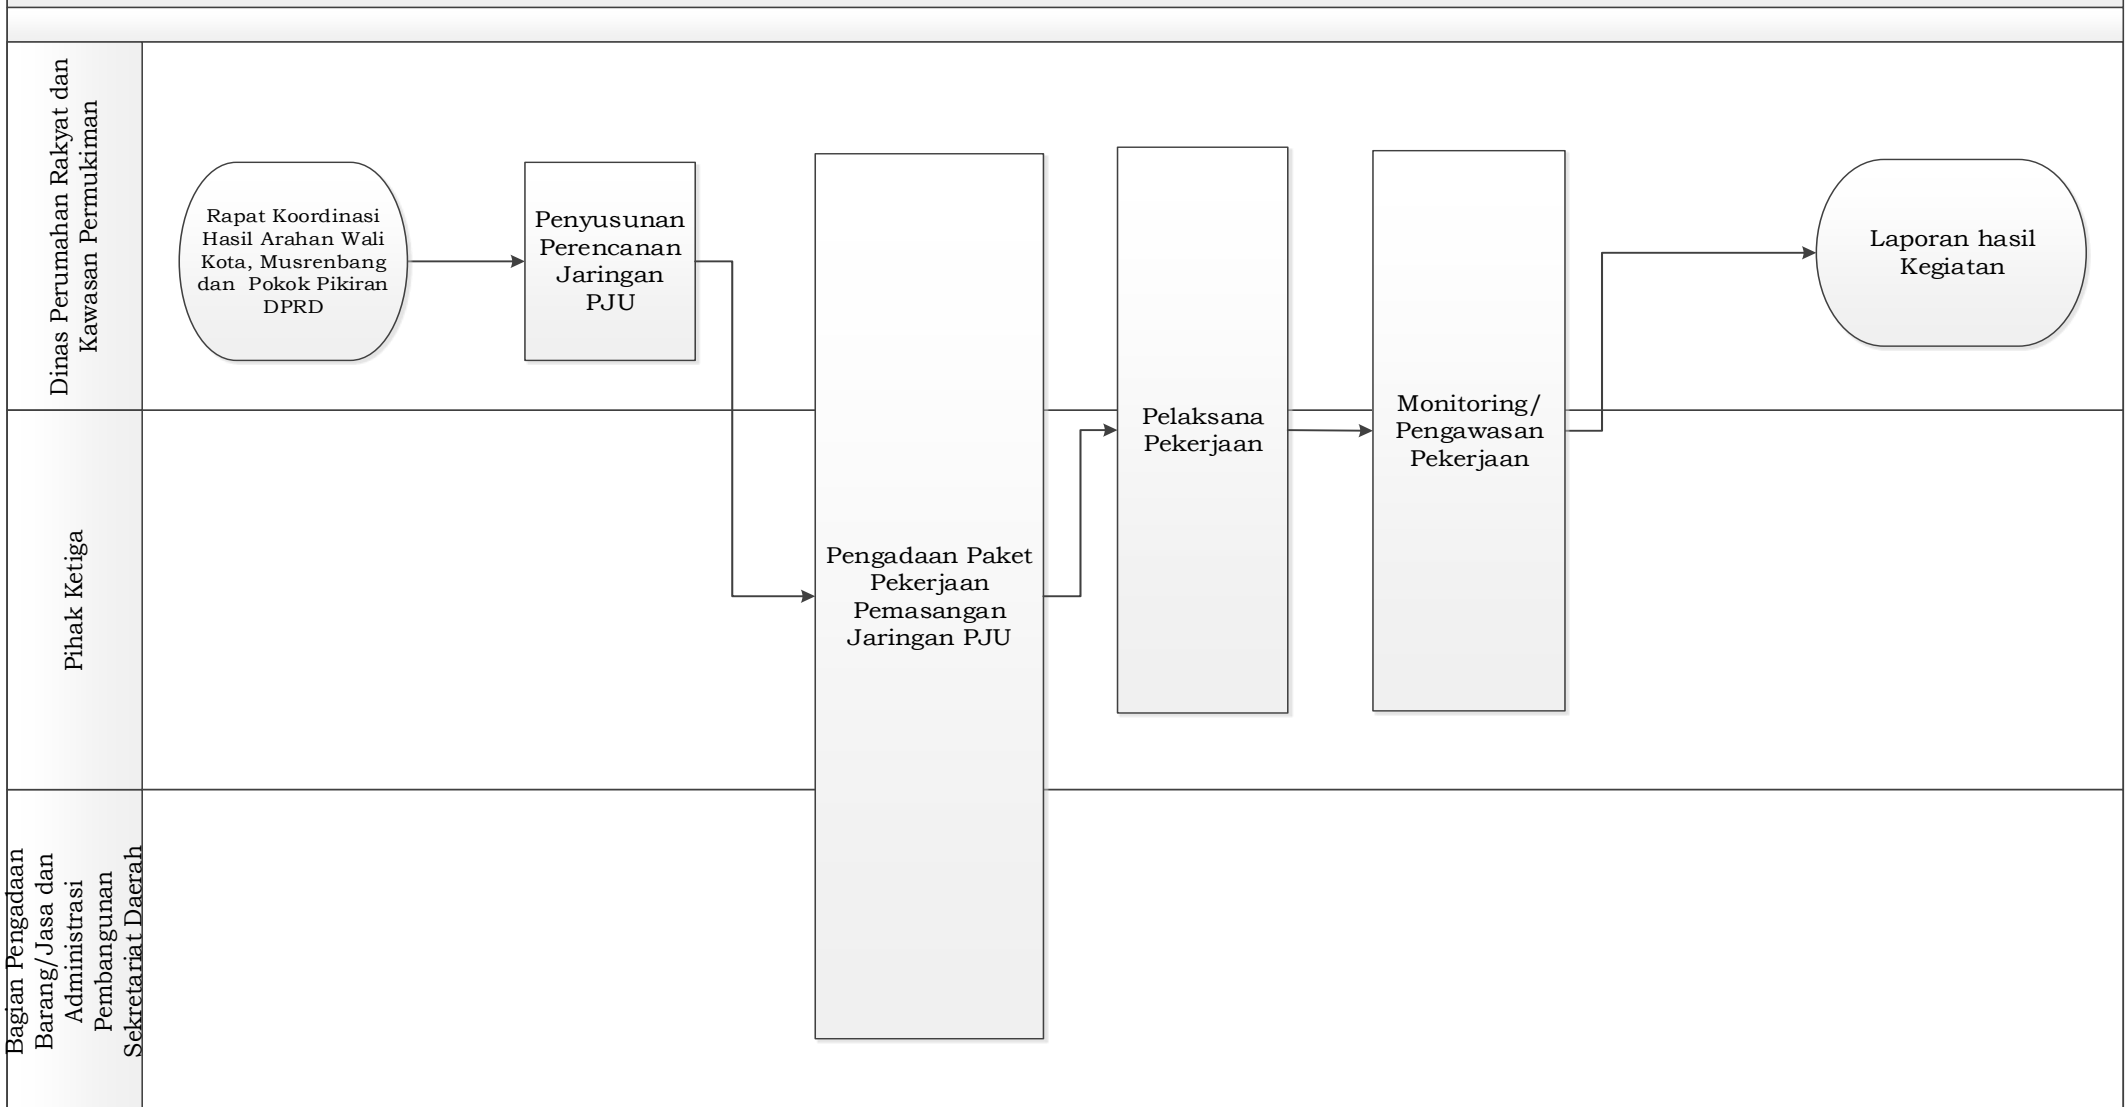 Dinas Perumahan Rakyat dan
Kawasan Permukiman
Rapat Koordinasi
Hasil Arahan Wali
Kota, Musrenbang
dan  Pokok Pikiran
DPRD
Penyusunan
Perencanan
Jaringan
PJU
Pengadaan Paket
Pekerjaan
Pemasangan
Jaringan PJU
Pelaksana
Pekerjaan
Monitoring/
Pengawasan
Pekerjaan
Laporan hasil
Kegiatan
Pihak Ketiga
Bagian Pengadaan
Barang/Jasa dan
Administrasi
Pembangunan
Sekretariat Daerah